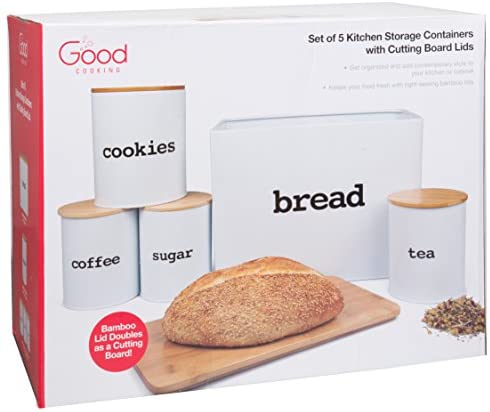 Good
COOKING
Set of 5 Kitchen Storage Containers
with Cutting Board Lids
• Get organized and add contemporary style to
your kitchen or cabinet
• Keeps your food fresh with tight-sealing bamboo lids
cookies
bread
coffee
sugar
tea
Bamboo
Lid Doubles
as a Cutting
Board!